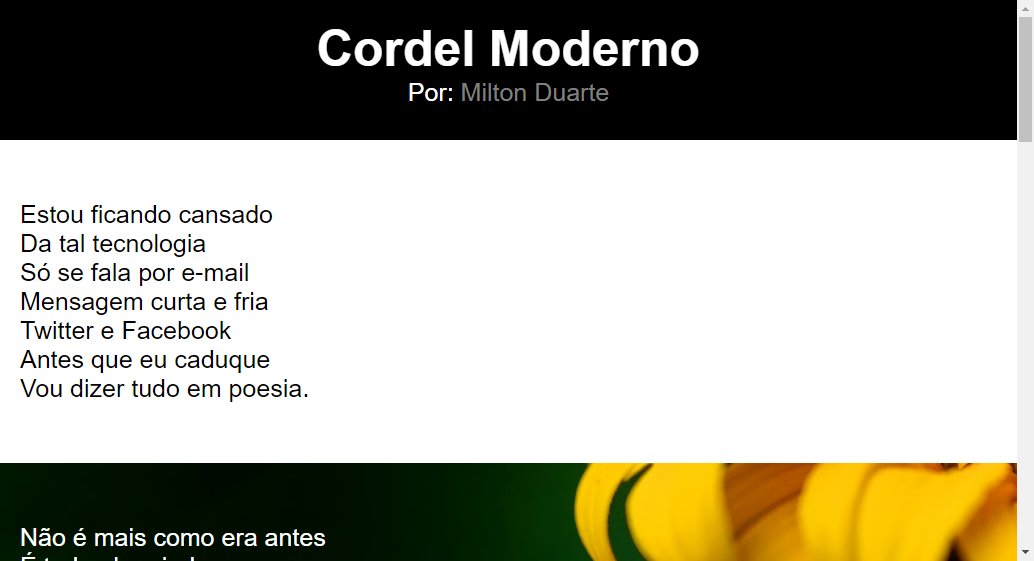 Cordel Moderno
Por: Milton Duarte
Estou ficando cansado
Da tal tecnologia
Só se fala por e-mail
Mensagem curta e fria
Twitter e Facebook
Antes que eu caduque
Vou dizer tudo em poesia.
Não é mais como era antes